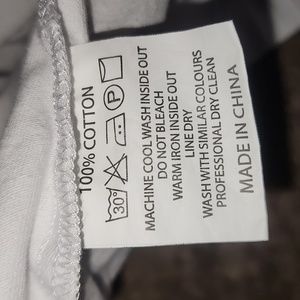 100% COTTON
30° P
MACHINE COOL WASH INSIDE OUT
DO NOT BLEACH
WARM IRON INSIDE OUT
LINE DRY
WASH WITH SIMILAR COLOURS
PROFESSIONAL DRY CLEAN
MADE IN CHINA